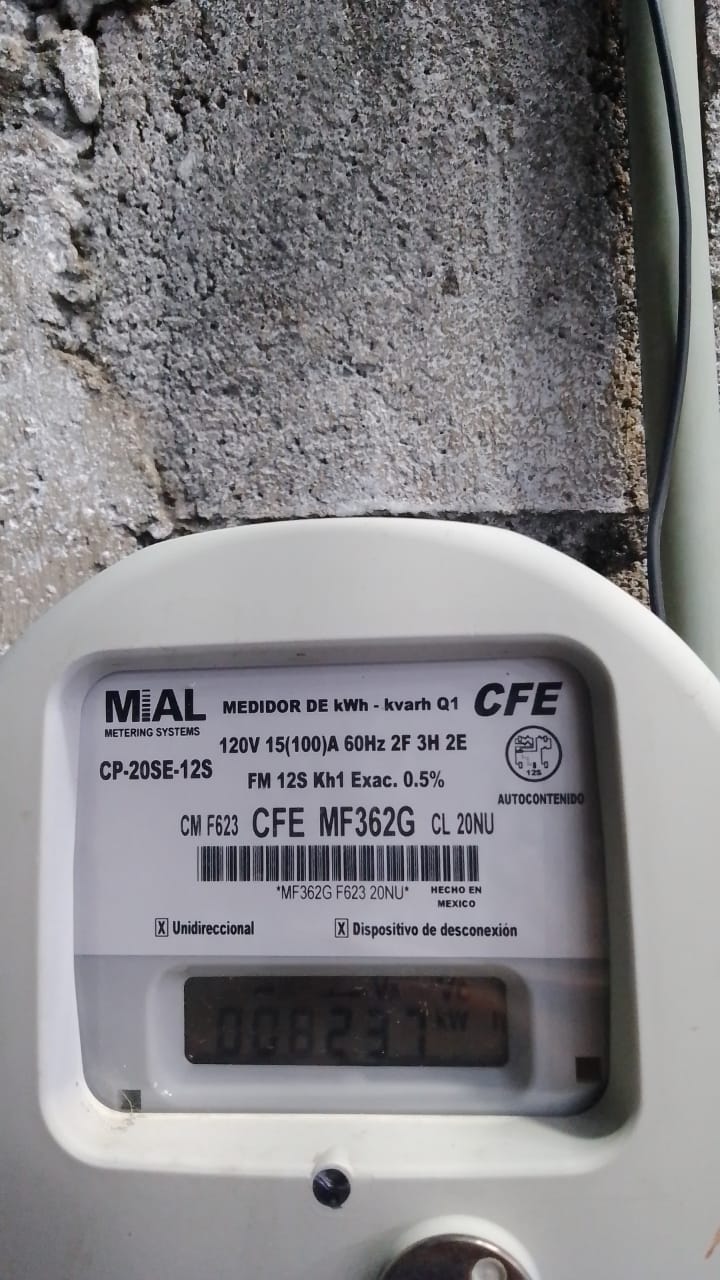 MIAL
METERING SYSTEMS
MEDIDOR DE kWh - kvarh Q1
CFE
120V 15(100)A 60Hz 2F 3H 2E
CP-20SE-12S
FM 12S Kh1 Exac. 0.5%
12S
AUTOCONTENIDO
CM F623 CFE MF362G CL 20NU
*MF362G F623 20NU*
HECHO EN
MEXICO
X Unidireccional
X Dispositivo de desconexión
008237 kW h